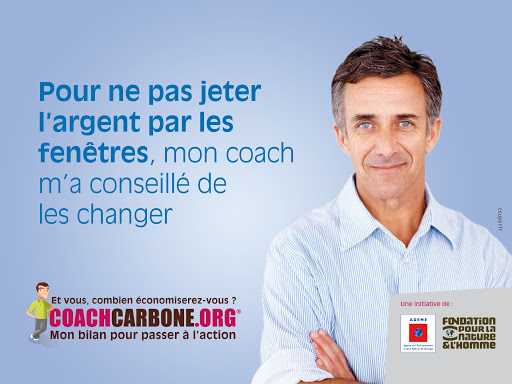 Pour ne pas jeter
l'argent par les
fenêtres, mon coach
m'a conseillé de
les changer
Et vous, combien économiserez-vous ?
COACHCARBONE.ORG®
Mon bilan pour passer à l'action
Une initiative de :
ADEME
FONDATION
POUR LA
NATURE
& L'HOMME